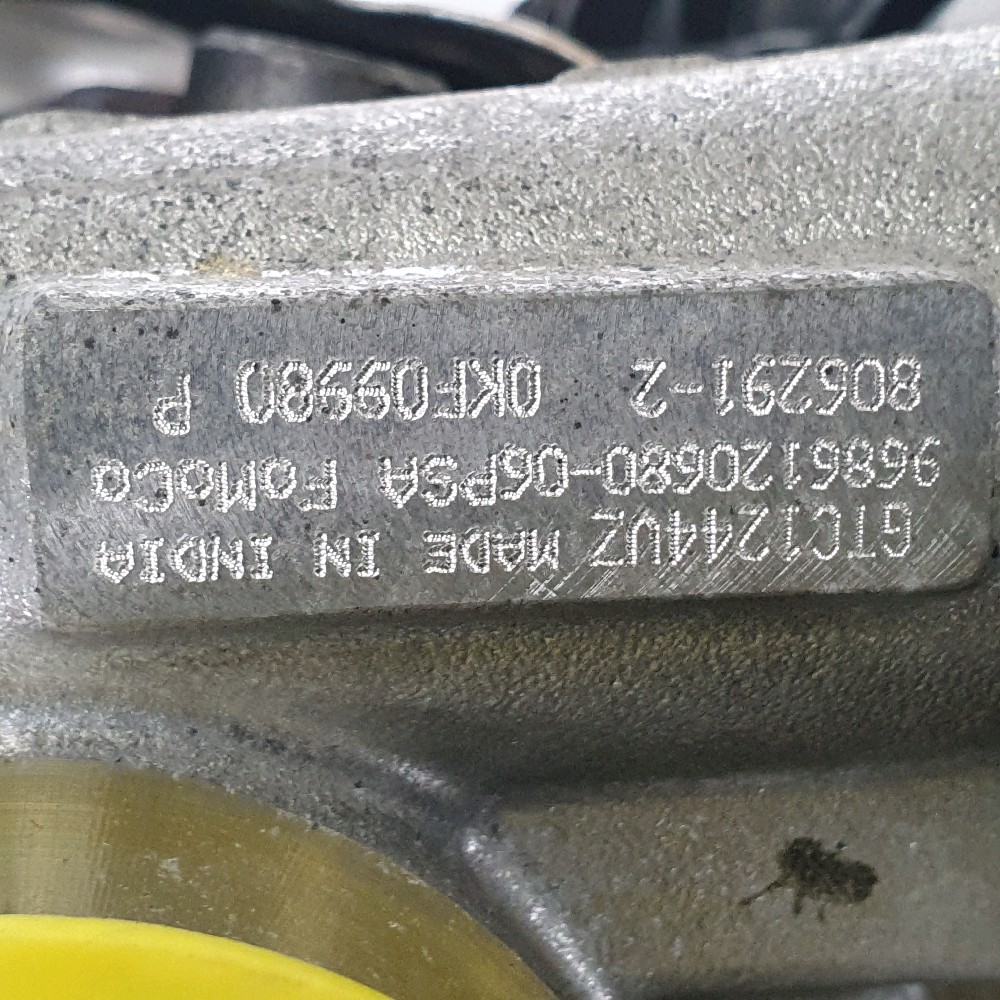 GTC1244VZ MADE IN INDIA
9686120680-06PSA FoMoCo
806291-2 0KF09980 P